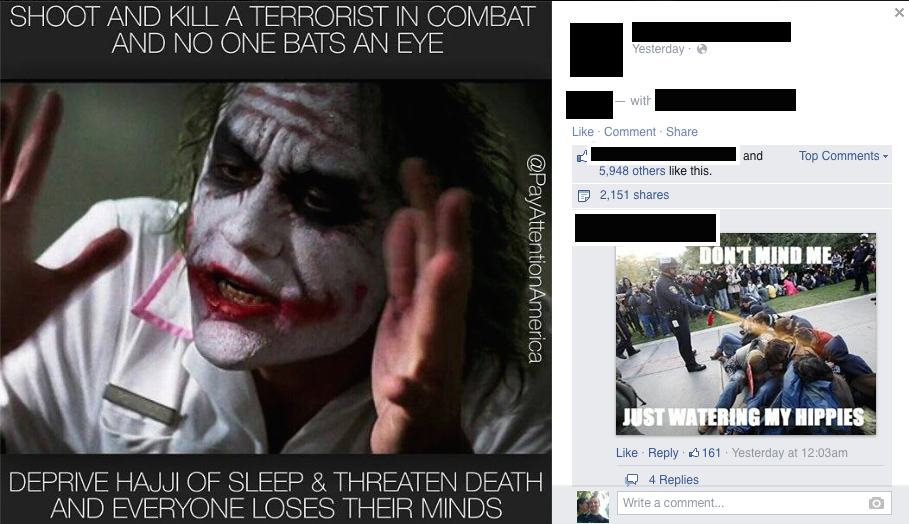 SHOOT AND KILL A TERRORIST IN COMBAT
AND NO ONE BATS AN EYE
@PayAttentionAmerica
DEPRIVE HAJJI OF SLEEP & THREATEN DEATH
AND EVERYONE LOSES THEIR MINDS
Yesterday ·
— with
Like · Comment · Share
and
Top Comments
5,948 others like this.
2,151 shares
DON'T MIND ME
JUST WATERING MY HIPPIES
Like · Reply · 161 · Yesterday at 12:03am
4 Replies
Write a comment...